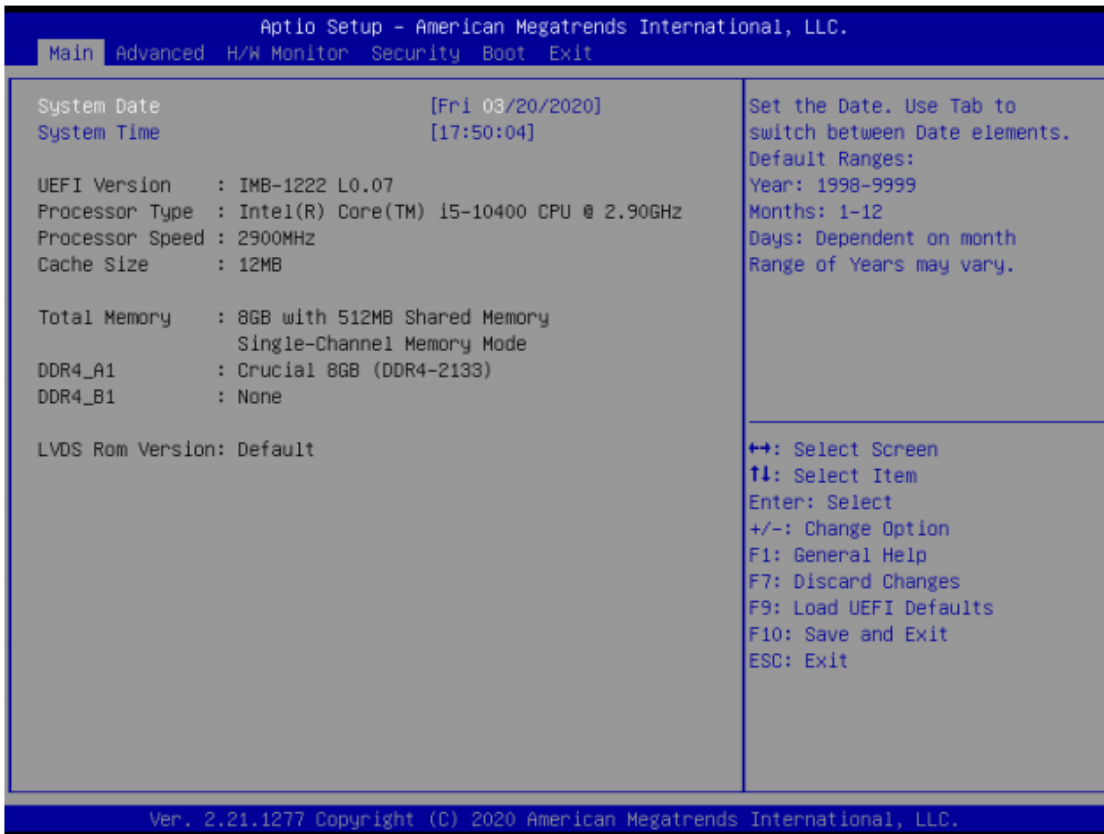 Aptio Setup – American Megatrends International, LLC.
Main Advanced H/W Monitor Security Boot Exit
System Date [Fri 03/20/2020]
System Time [17:50:04]
UEFI Version : IMB-1222 L0.07
Processor Type : Intel(R) Core(TM) i5-10400 CPU @ 2.90GHz
Processor Speed : 2900MHz
Cache Size : 12MB
Total Memory : 8GB with 512MB Shared Memory
Single-Channel Memory Mode
DDR4_A1 : Crucial 8GB (DDR4-2133)
DDR4_B1 : None
LVDS Rom Version: Default
Set the Date. Use Tab to
switch between Date elements.
Default Ranges:
Year: 1998-9999
Months: 1-12
Days: Dependent on month
Range of Years may vary.
↔: Select Screen
↑↓: Select Item
Enter: Select
+/-: Change Option
F1: General Help
F7: Discard Changes
F9: Load UEFI Defaults
F10: Save and Exit
ESC: Exit
Ver. 2.21.1277 Copyright (C) 2020 American Megatrends International, LLC.